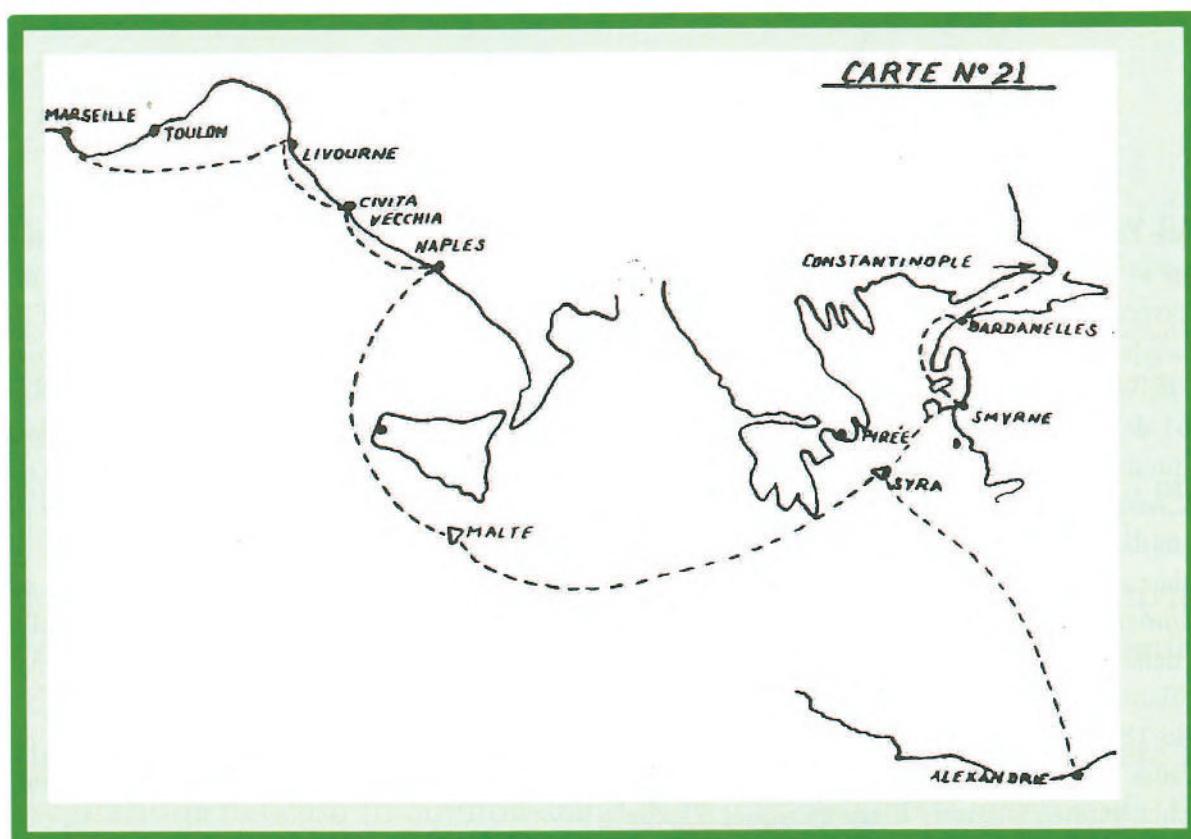 CARTE N° 21
MARSEILLE
TOULON
LIVOURNE
CIVITA
VECCHIA
NAPLES
CONSTANTINOPLE
DARDANELLES
SMYRNE
PIRÉE
SYRA
MALTE
ALEXANDRIE